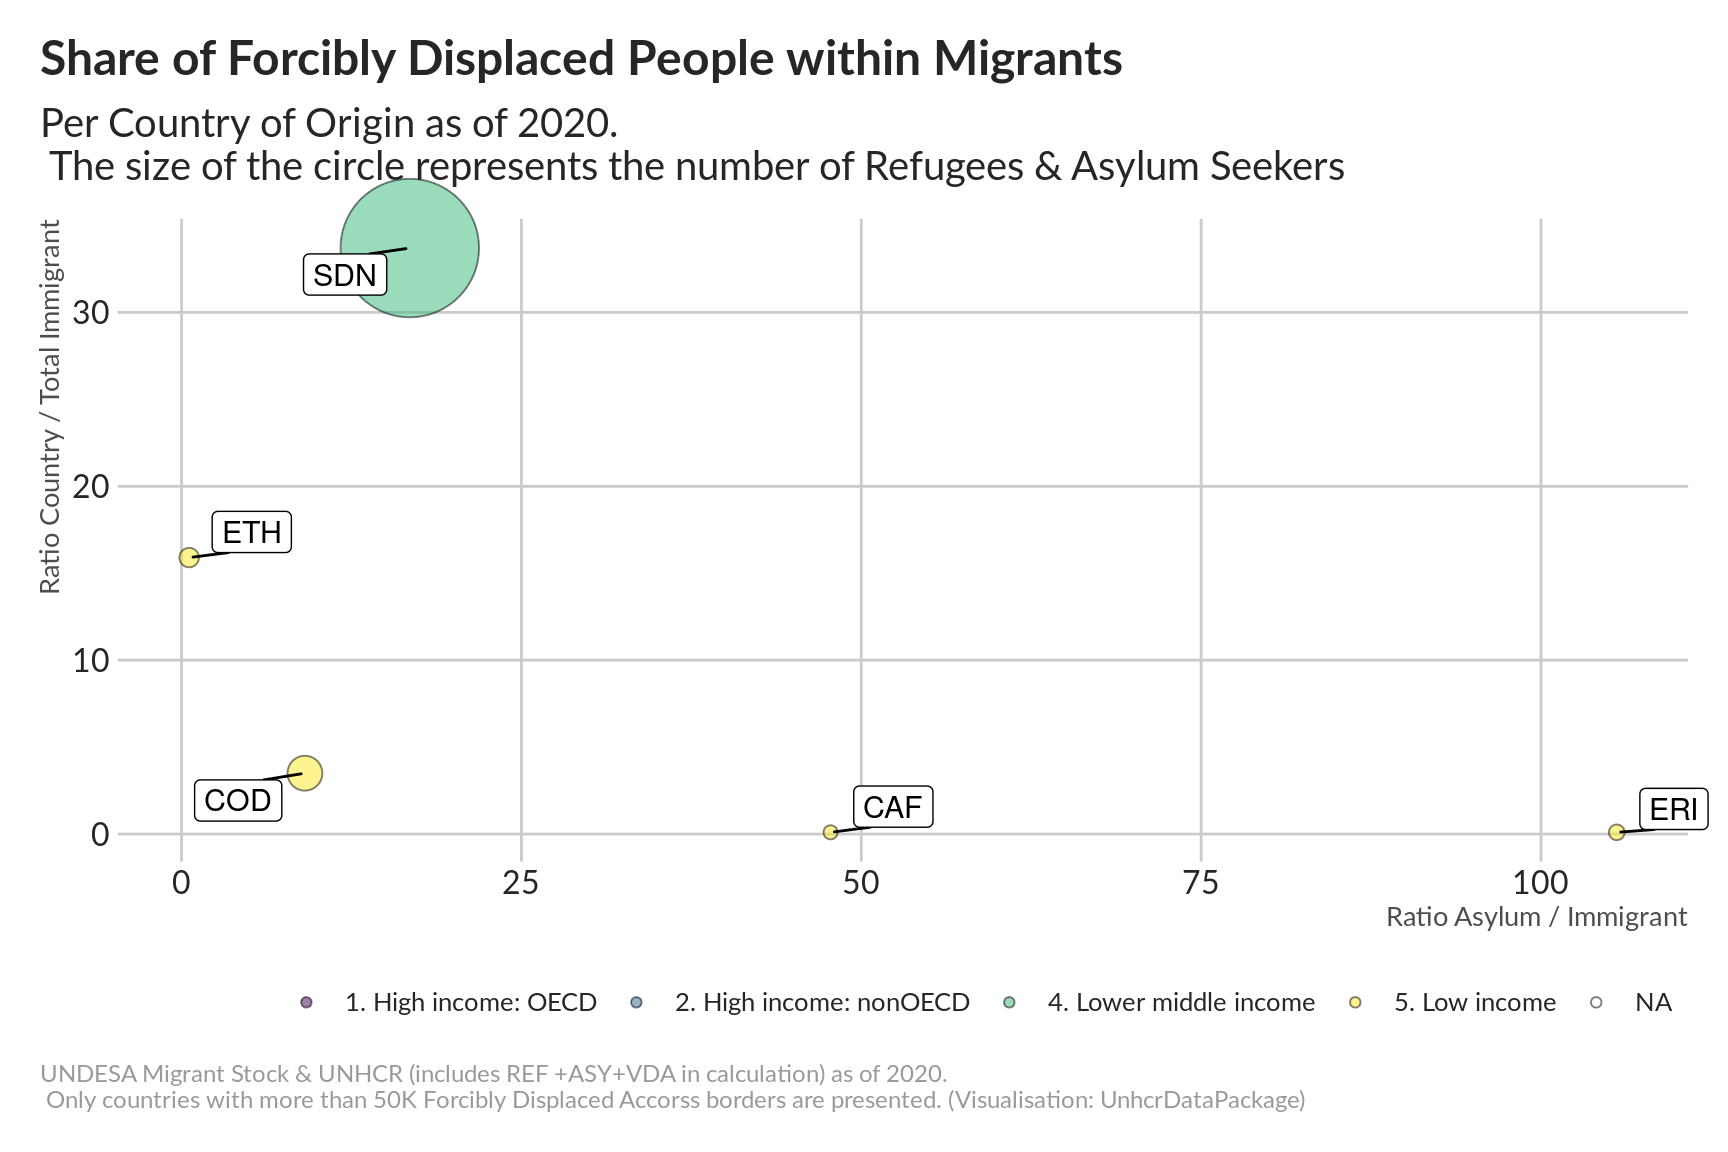 Share of Forcibly Displaced People within Migrants
Per Country of Origin as of 2020.
The size of the circle represents the number of Refugees & Asylum Seekers
Ratio Country / Total Immigrant
30
20
10
0
SDN
ETH
COD
CAF
ERI
0 25 50 75 100
Ratio Asylum / Immigrant
1. High income: OECD 2. High income: nonOECD 4. Lower middle income 5. Low income NA
UNDESA Migrant Stock & UNHCR (includes REF +ASY+VDA in calculation) as of 2020.
Only countries with more than 50K Forcibly Displaced Accorss borders are presented. (Visualisation: UnhcrDataPackage)